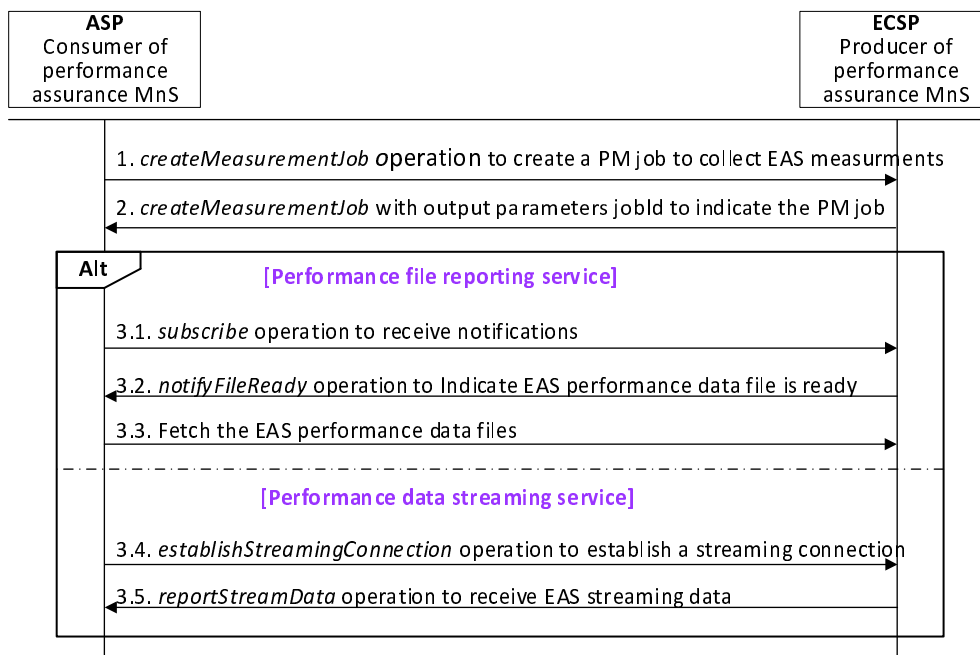 ASP
Consumer of
performance
assurance MnS
ECSP
Producer of
performance
assurance MnS
1. createMeasurementJob operation to create a PM job to collect EAS measurments
2. createMeasurementJob with output parameters jobId to indicate the PM job
Alt
[Performance file reporting service]
3.1. subscribe operation to receive notifications
3.2. notifyFileReady operation to Indicate EAS performance data file is ready
3.3. Fetch the EAS performance data files
[Performance data streaming service]
3.4. establishStreamingConnection operation to establish a streaming connection
3.5. reportStreamData operation to receive EAS streaming data